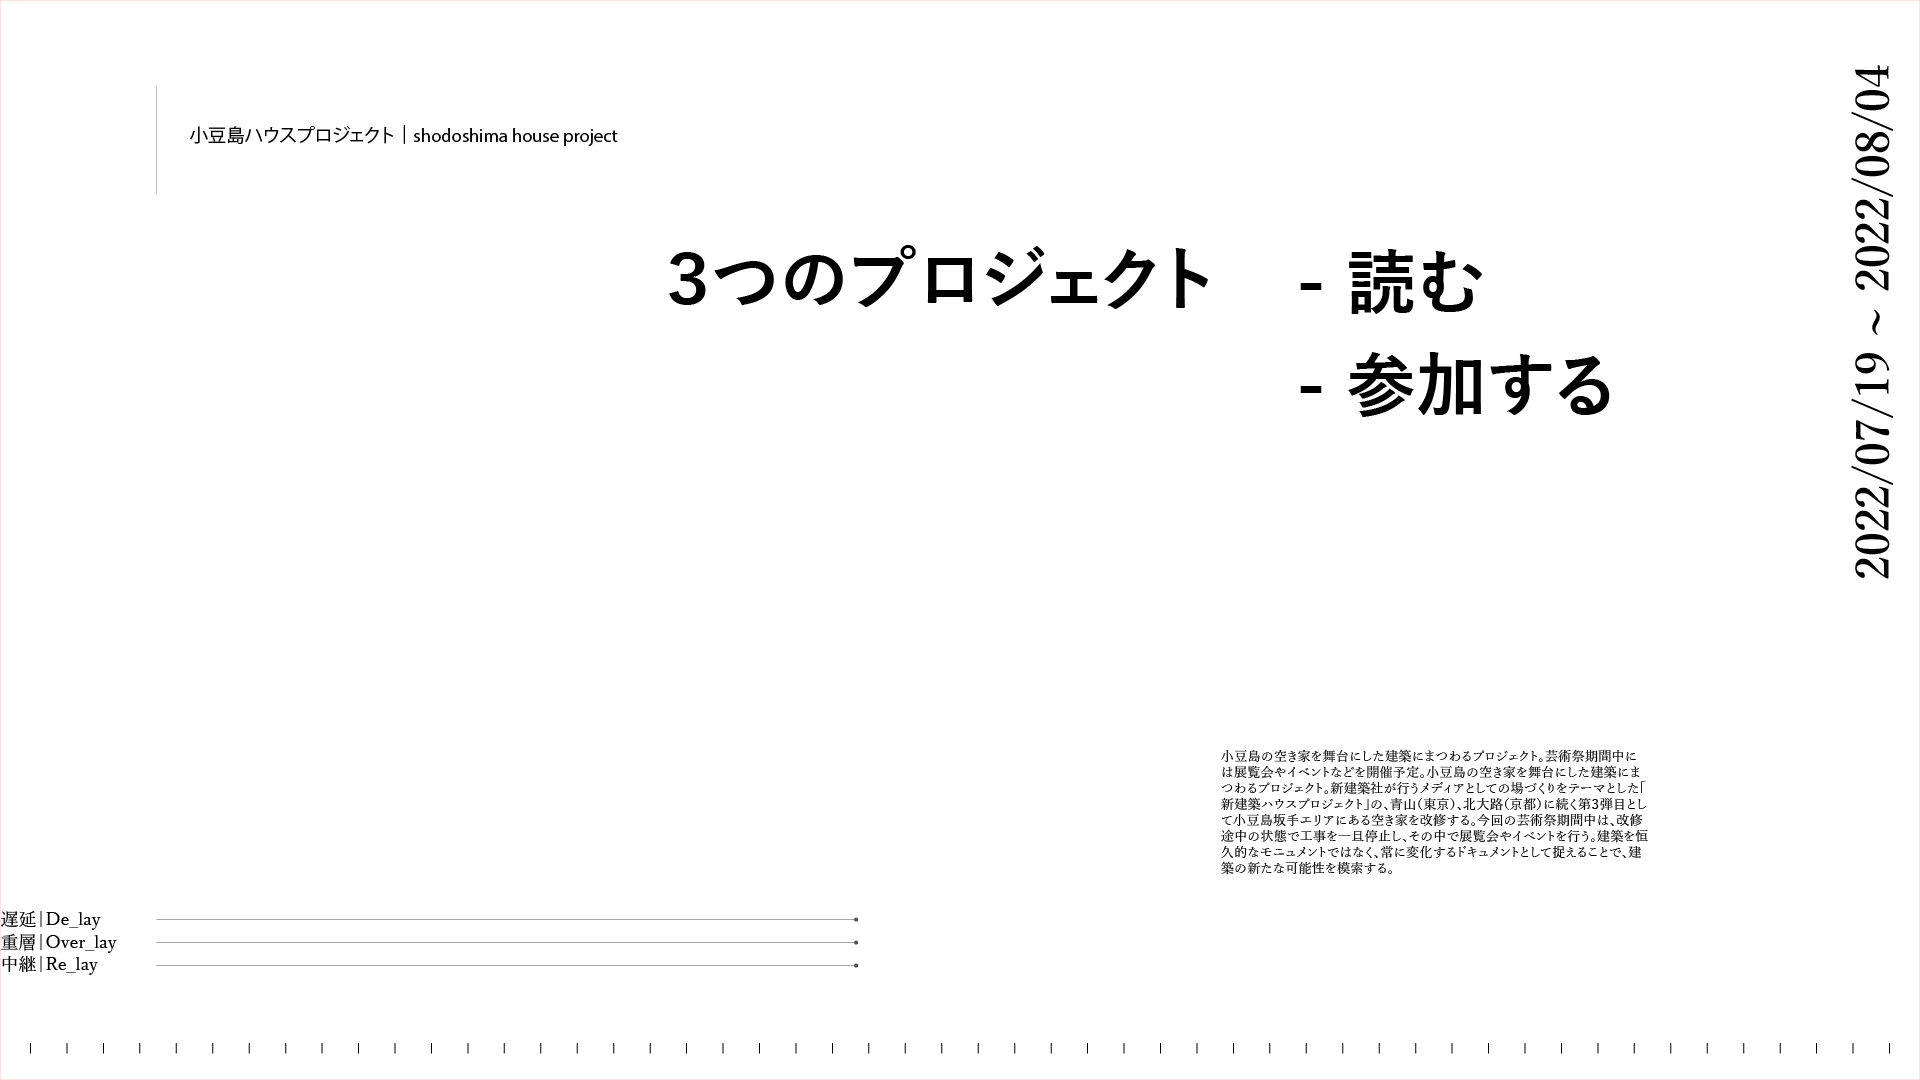 小豆島ハウスプロジェクト｜shodoshima house project
3つのプロジェクト - 読む
- 参加する
2022/07/19 ~ 2022/08/04
小豆島の空き家を舞台にした建築にまつわるプロジェクト。芸術祭期間中に
は展覧会やイベントなどを開催予定。小豆島の空き家を舞台にした建築にま
つわるプロジェクト。新建築社が行うメディアとしての場づくりをテーマとした「
新建築ハウスプロジェクト」の、青山（東京）、北大路（京都）に続く第3弾目とし
て小豆島坂手エリアにある空き家を改修する。今回の芸術祭期間中は、改修
途中の状態で工事を一旦停止し、その中で展覧会やイベントを行う。建築を恒
久的なモニュメントではなく、常に変化するドキュメントとして捉えることで、建
築の新たな可能性を模索する。
遅延|De_lay
重層|Over_lay
中継|Re_lay